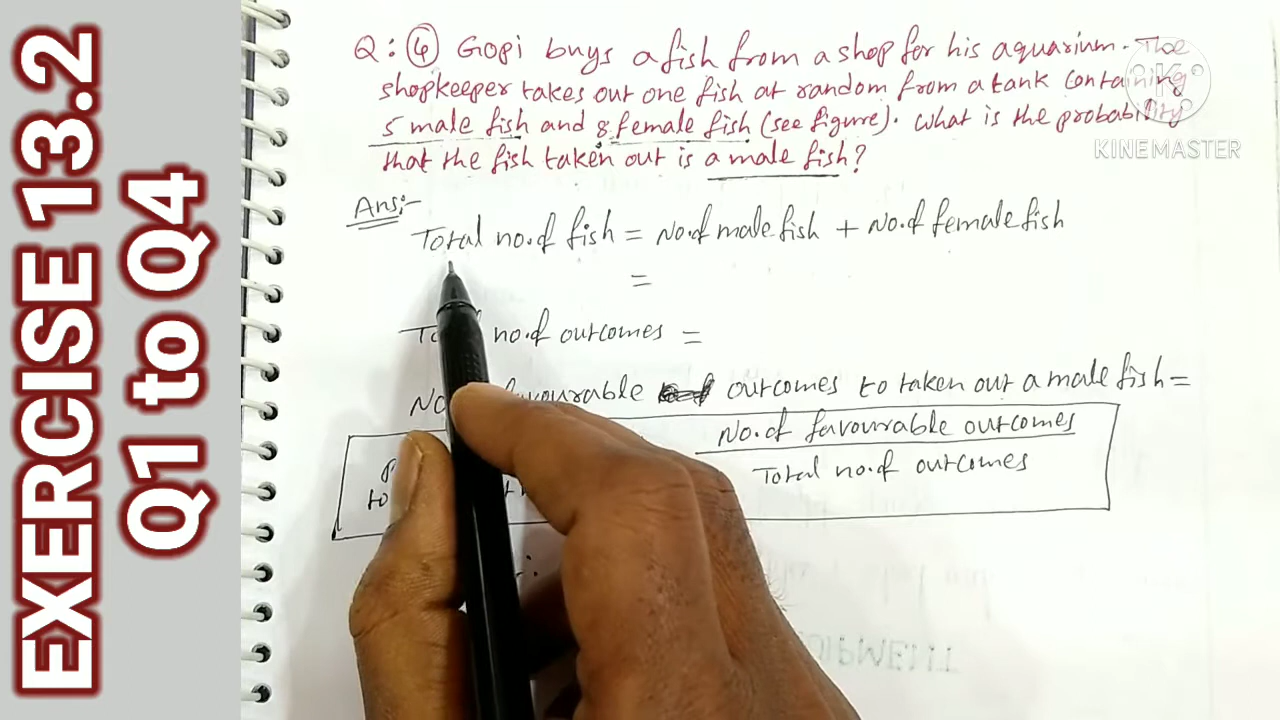 EXERCISE 13.2
Q1 to Q4
Q: 4 Gopi buys a fish from a shop for his aquarium. The
shopkeeper takes out one fish at random from a tank containing
5 male fish and 8 female fish (see figure). What is the probability
that the fish taken out is a male fish?
KINEMASTER
Ans:-
Total no.of fish = No.of male fish + No.of female fish
=
no.of outcomes =
No favourable outcomes to taken out a male fish =
No.of favourable outcomes
to
Total no.of outcomes